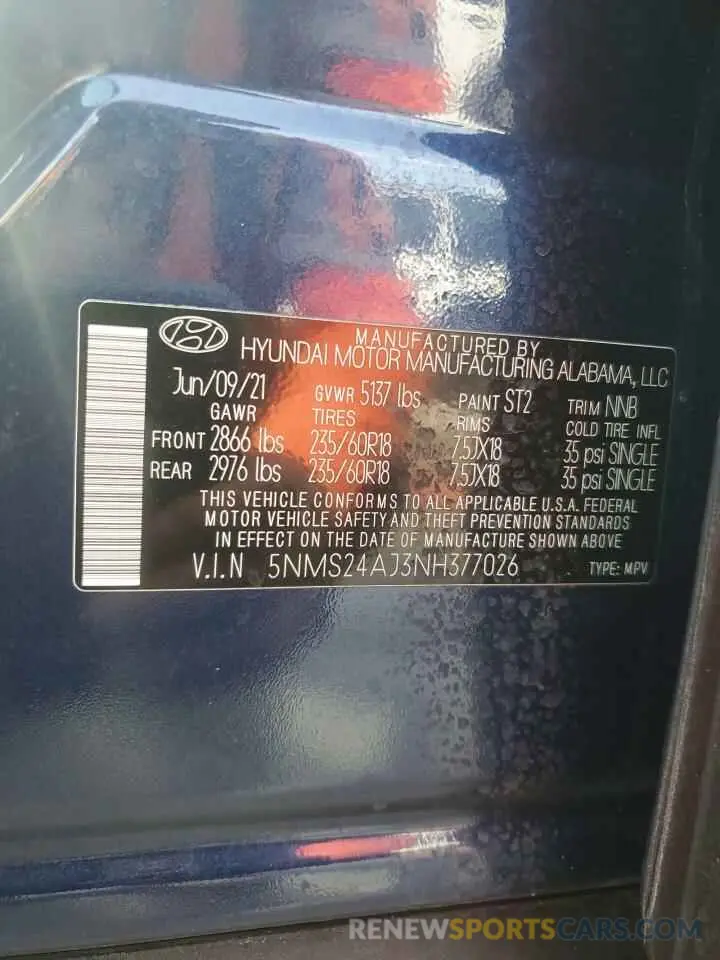 MANUFACTURED BY
HYUNDAI MOTOR MANUFACTURING ALABAMA, LLC
Jun/09/21 GVWR 5137 lbs PAINT ST2 TRIM NNB
GAWR TIRES RIMS COLD TIRE INFL
FRONT 2866 lbs 235/60R18 7.5JX18 35 psi SINGLE
REAR 2976 lbs 235/60R18 7.5JX18 35 psi SINGLE
THIS VEHICLE CONFORMS TO ALL APPLICABLE U.S.A. FEDERAL
MOTOR VEHICLE SAFETY AND THEFT PREVENTION STANDARDS
IN EFFECT ON THE DATE OF MANUFACTURE SHOWN ABOVE
V.I.N 5NMS24AJ3NH377026 TYPE: MPV
RENEWSPORTSCAR.COM